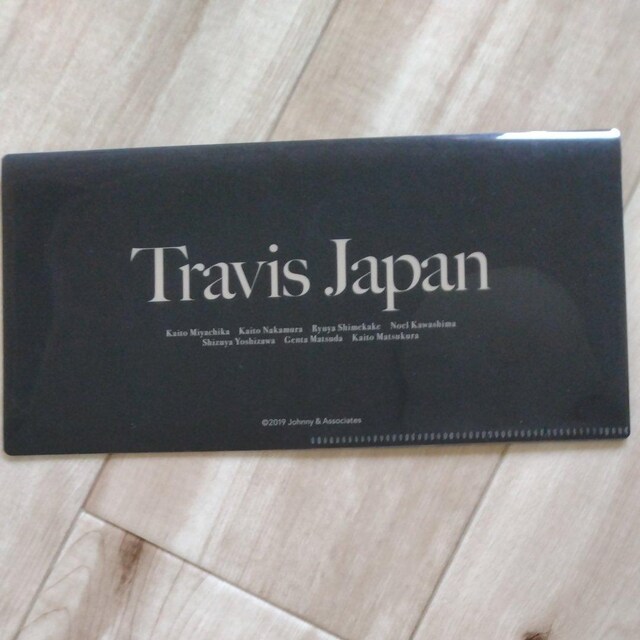 Travis Japan
Kaito Miyachika Kaito Nakamura Ryuya Shimekake Noel Kawashima
Shizuya Yoshizawa Genta Matsuda Kaito Matsukura
©2019 Johnny & Associates